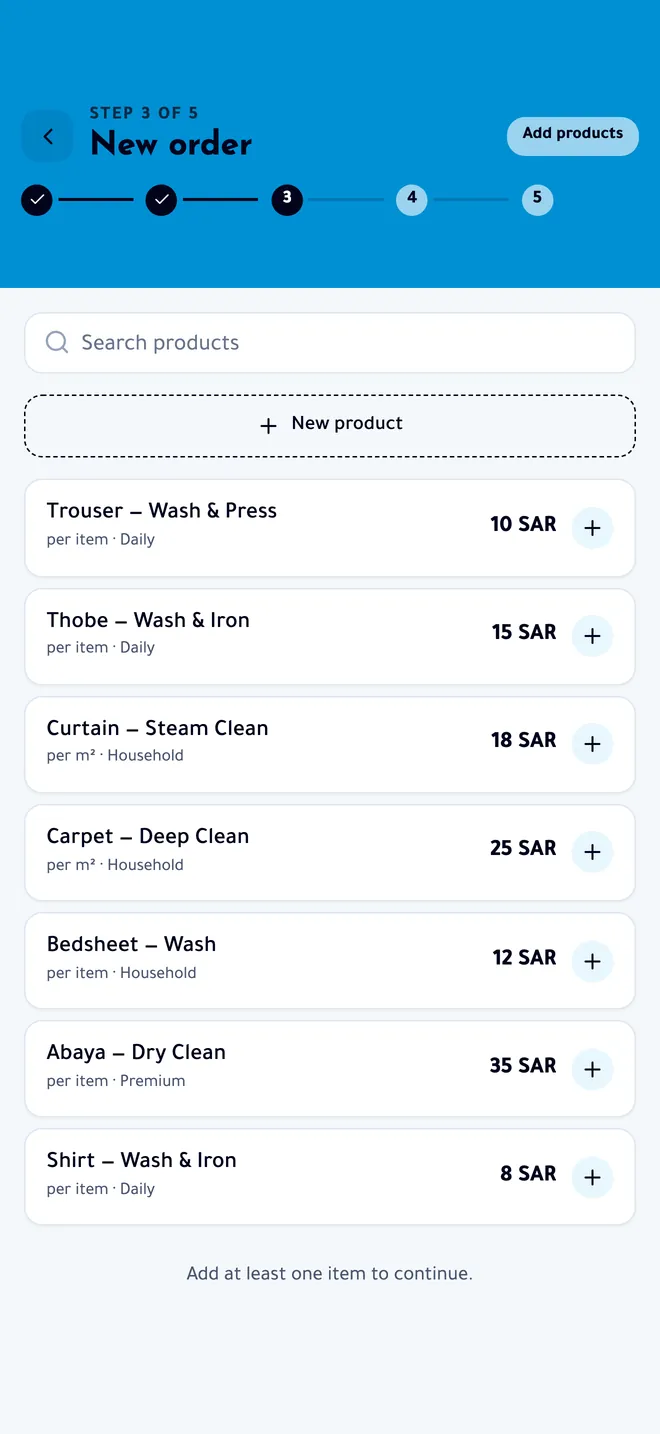 STEP 3 OF 5
New order
Add products
3
4
5
Search products
+ New product
Trouser – Wash & Press
per item · Daily
10 SAR
+
Thobe – Wash & Iron
per item · Daily
15 SAR
+
Curtain – Steam Clean
per m² · Household
18 SAR
+
Carpet – Deep Clean
per m² · Household
25 SAR
+
Bedsheet – Wash
per item · Household
12 SAR
+
Abaya – Dry Clean
per item · Premium
35 SAR
+
Shirt – Wash & Iron
per item · Daily
8 SAR
+
Add at least one item to continue.